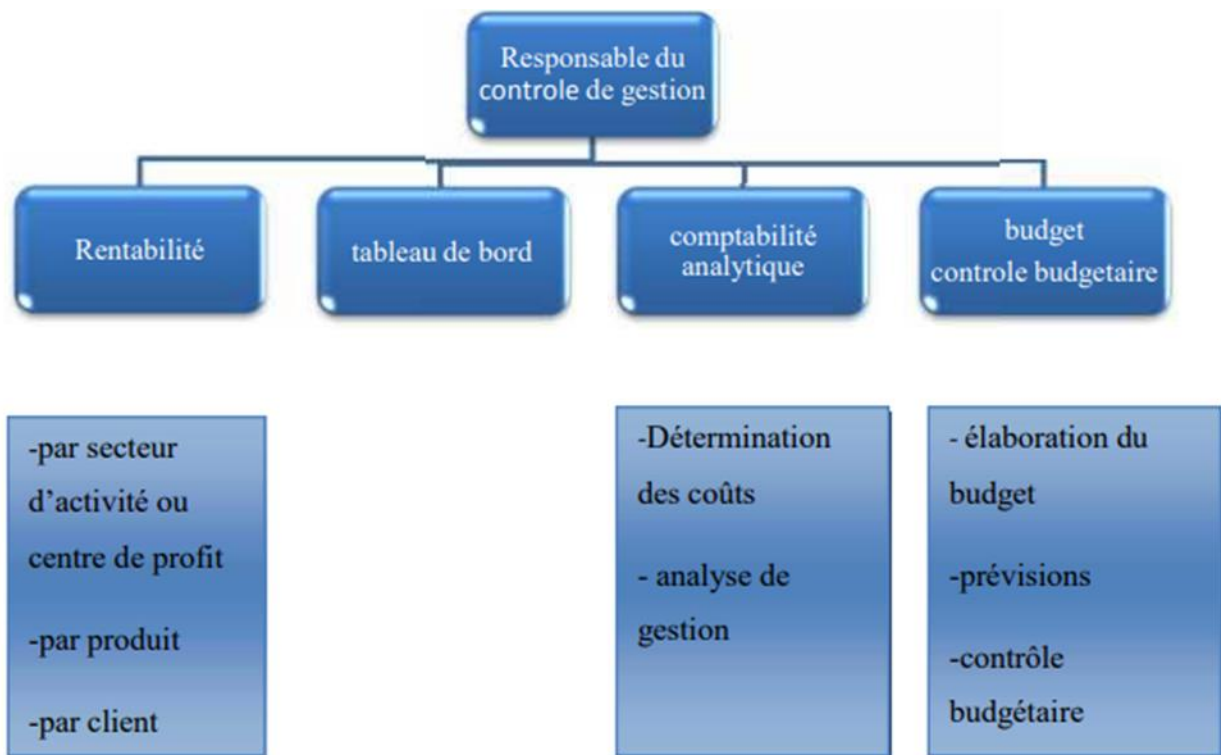 Responsable du
controle de gestion
Rentabilité
tableau de bord
comptabilité
analytique
budget
controle budgetaire
-par secteur
d’activité ou
centre de profit
-par produit
-par client
-Détermination
des coûts
- analyse de
gestion
- élaboration du
budget
-prévisions
-contrôle
budgétaire